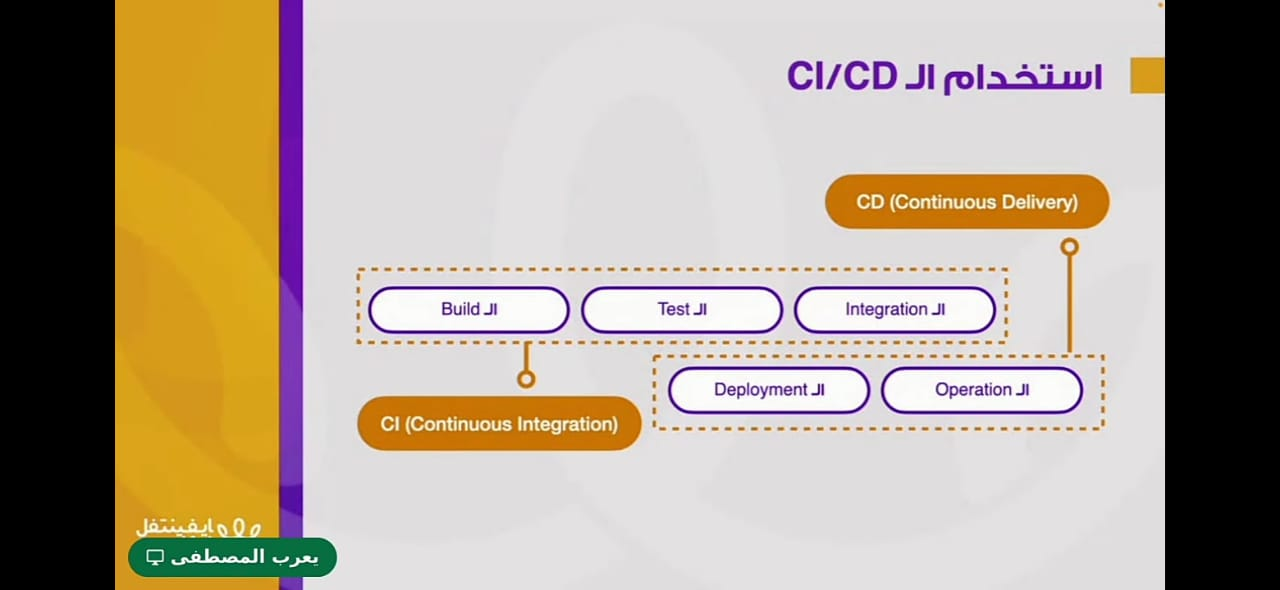 استخدام الـ CI/CD
CD (Continuous Delivery)
الـ Build
الـ Test
الـ Integration
الـ Deployment
الـ Operation
CI (Continuous Integration)
إيفينتفل
يعرب المصطفى